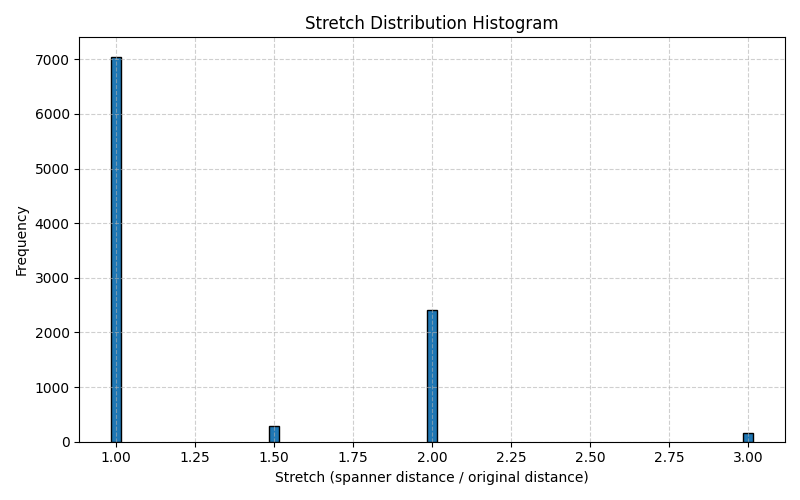 Stretch Distribution Histogram
Frequency
7000
6000
5000
4000
3000
2000
1000
0
1.00 1.25 1.50 1.75 2.00 2.25 2.50 2.75 3.00
Stretch (spanner distance / original distance)